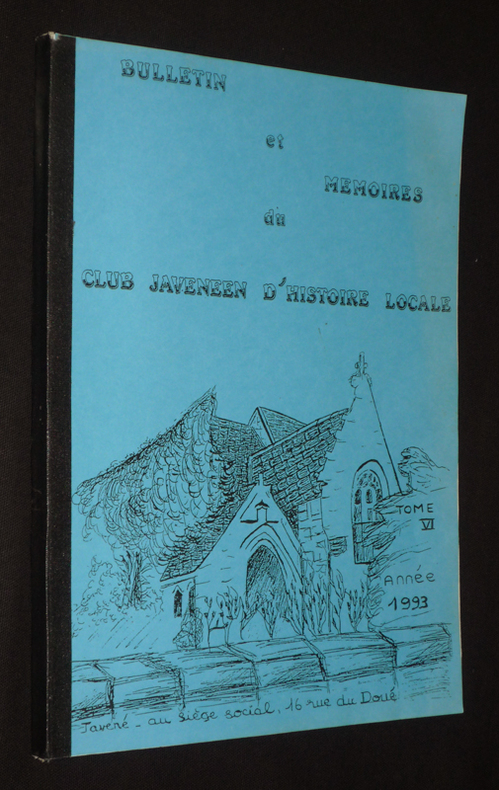 BULLETIN
et
MEMOIRES
du
CLUB JAVENEEN D'HISTOIRE LOCALE
TOME
VI
Année
1993
Javené - au siège social, 16 rue du Doué